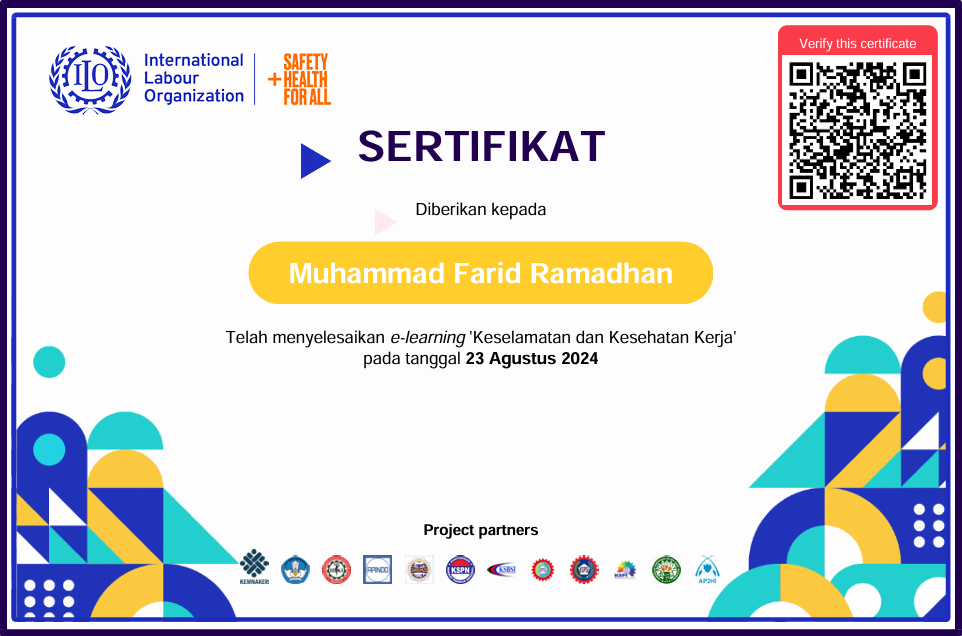 International
Labour
Organization
ILO
+
SAFETY
HEALTH
FOR ALL
Verify this certificate
SERTIFIKAT
Diberikan kepada
Muhammad Farid Ramadhan
Telah menyelesaikan e-learning 'Keselamatan dan Kesehatan Kerja'
pada tanggal 23 Agustus 2024
Project partners
KEMNAKER
APINDO
KSPN
KSBSI
KSPI
AP2HI